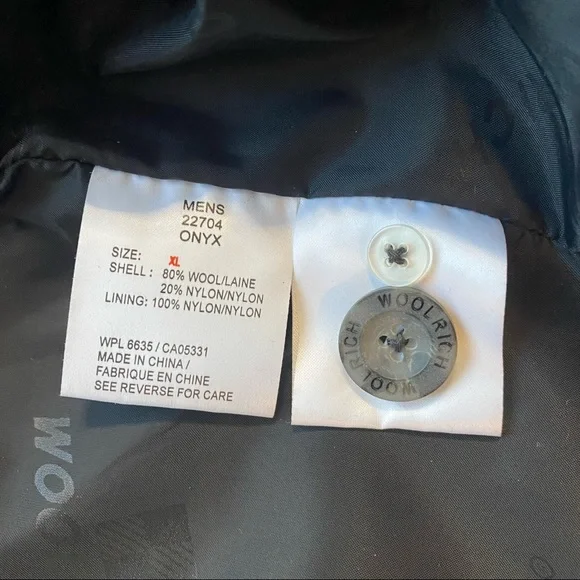 MENS
22704
ONYX
SIZE: XL
SHELL : 80% WOOL/LAINE
20% NYLON/NYLON
LINING: 100% NYLON/NYLON
WPL 6635 / CA05331
MADE IN CHINA /
FABRIQUE EN CHINE
SEE REVERSE FOR CARE
WOOLRICH
WOOLRICH
WOO